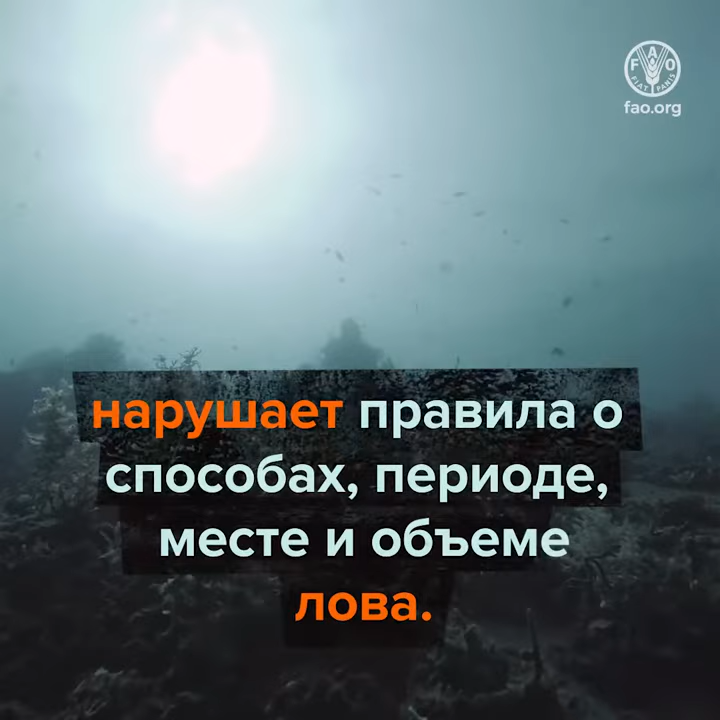 FAO
FIAT PANIS
fao.org
нарушает правила о
способах, периоде,
месте и объеме
лова.